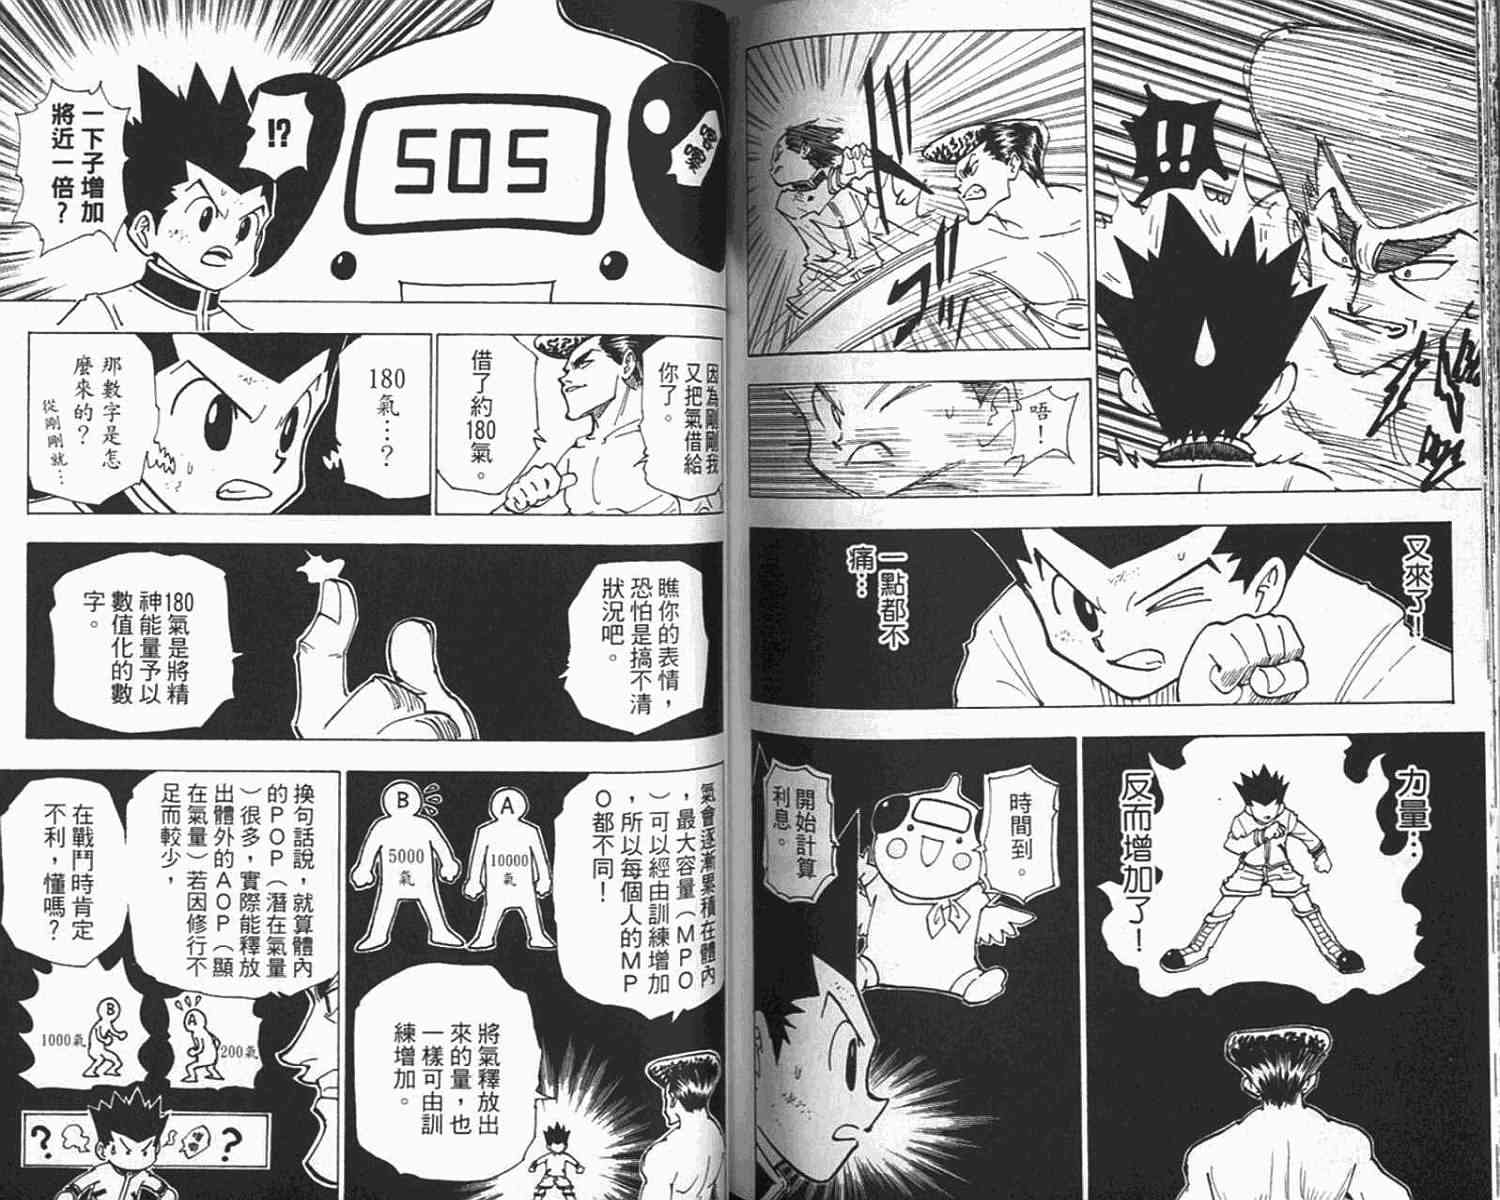 !!
唔!
又來了!
一點都不
痛…
力量…
反而增加了!
時間到。
開始計算
利息。
505
!?
一下子增加
將近一倍?
因為剛剛我
又把氣借給
你了。
借了約
180氣。
180
氣…?
那數字是怎
麼來的?
從剛剛就…
瞧你的表情,
恐怕是搞不清
狀況吧。
180氣是將精
神能量予以
數值化的數
字。
氣會逐漸累積在體內
,最大容量(MPO
)可以經由訓練增加
,所以每個人的MP
O都不同!
A
10000
氣
B
5000
氣
將氣釋放出
來的量,也
一樣可由訓
練增加。
換句話說,就算體內
的POP(潛在氣量
)很多,實際能釋放
出體外的AOP(顯
在氣量)若因修行不
足而較少,
在戰鬥時肯定
不利,懂嗎?
A
200氣
B
1000氣
?
?